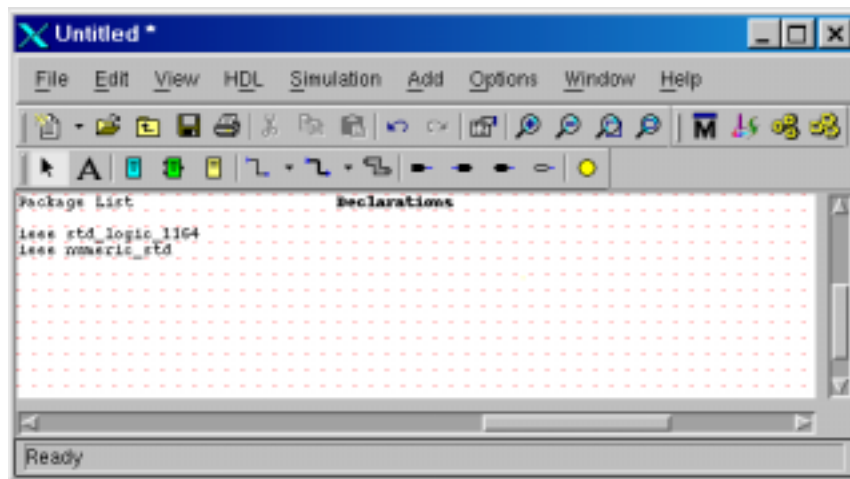 Untitled *
File Edit View HDL Simulation Add Options Window Help
A M
Package List Declarations
ieee std_logic_1164
ieee numeric_std
Ready